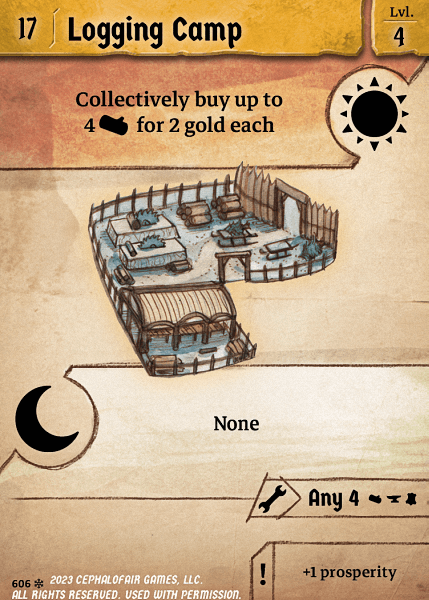 17 Logging Camp
Lvl.
4
Collectively buy up to
4 for 2 gold each
None
Any 4
! +1 prosperity
606 ✻ 2023 CEPHALOFAIR GAMES, LLC.
ALL RIGHTS RESERVED. USED WITH PERMISSION.